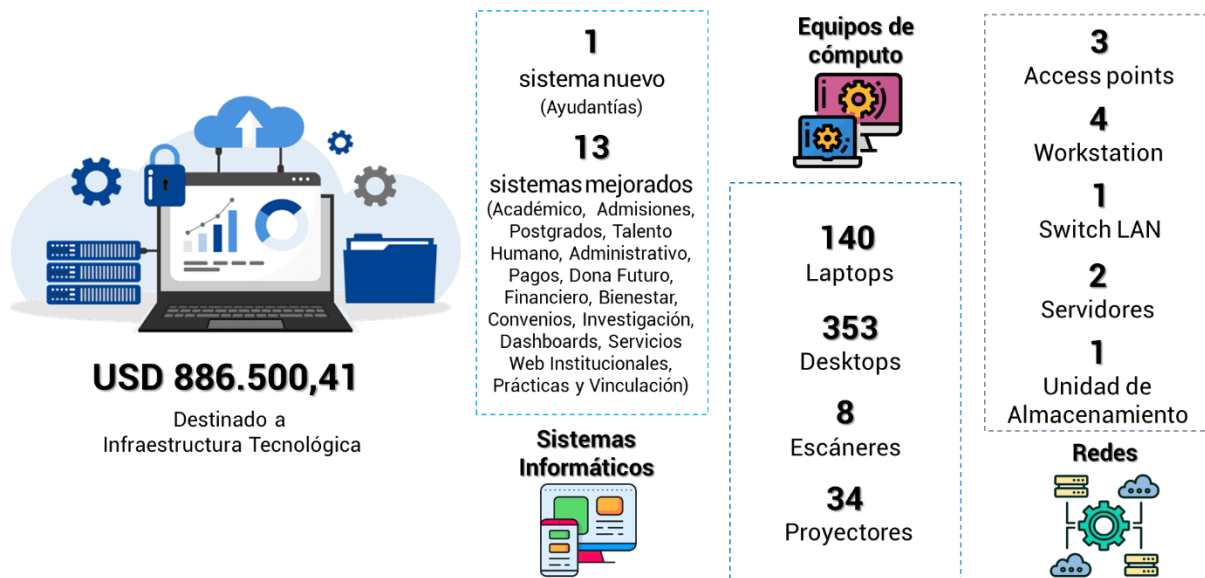 USD 886.500,41
Destinado a
Infraestructura Tecnológica
1
sistema nuevo
(Ayudantías)
13
sistemas mejorados
(Académico, Admisiones,
Postgrados, Talento
Humano, Administrativo,
Pagos, Dona Futuro,
Financiero, Bienestar,
Convenios, Investigación,
Dashboards, Servicios
Web Institucionales,
Prácticas y Vinculación)
Sistemas
Informáticos
Equipos de
cómputo
140
Laptops
353
Desktops
8
Escáneres
34
Proyectores
3
Access points
4
Workstation
1
Switch LAN
2
Servidores
1
Unidad de
Almacenamiento
Redes